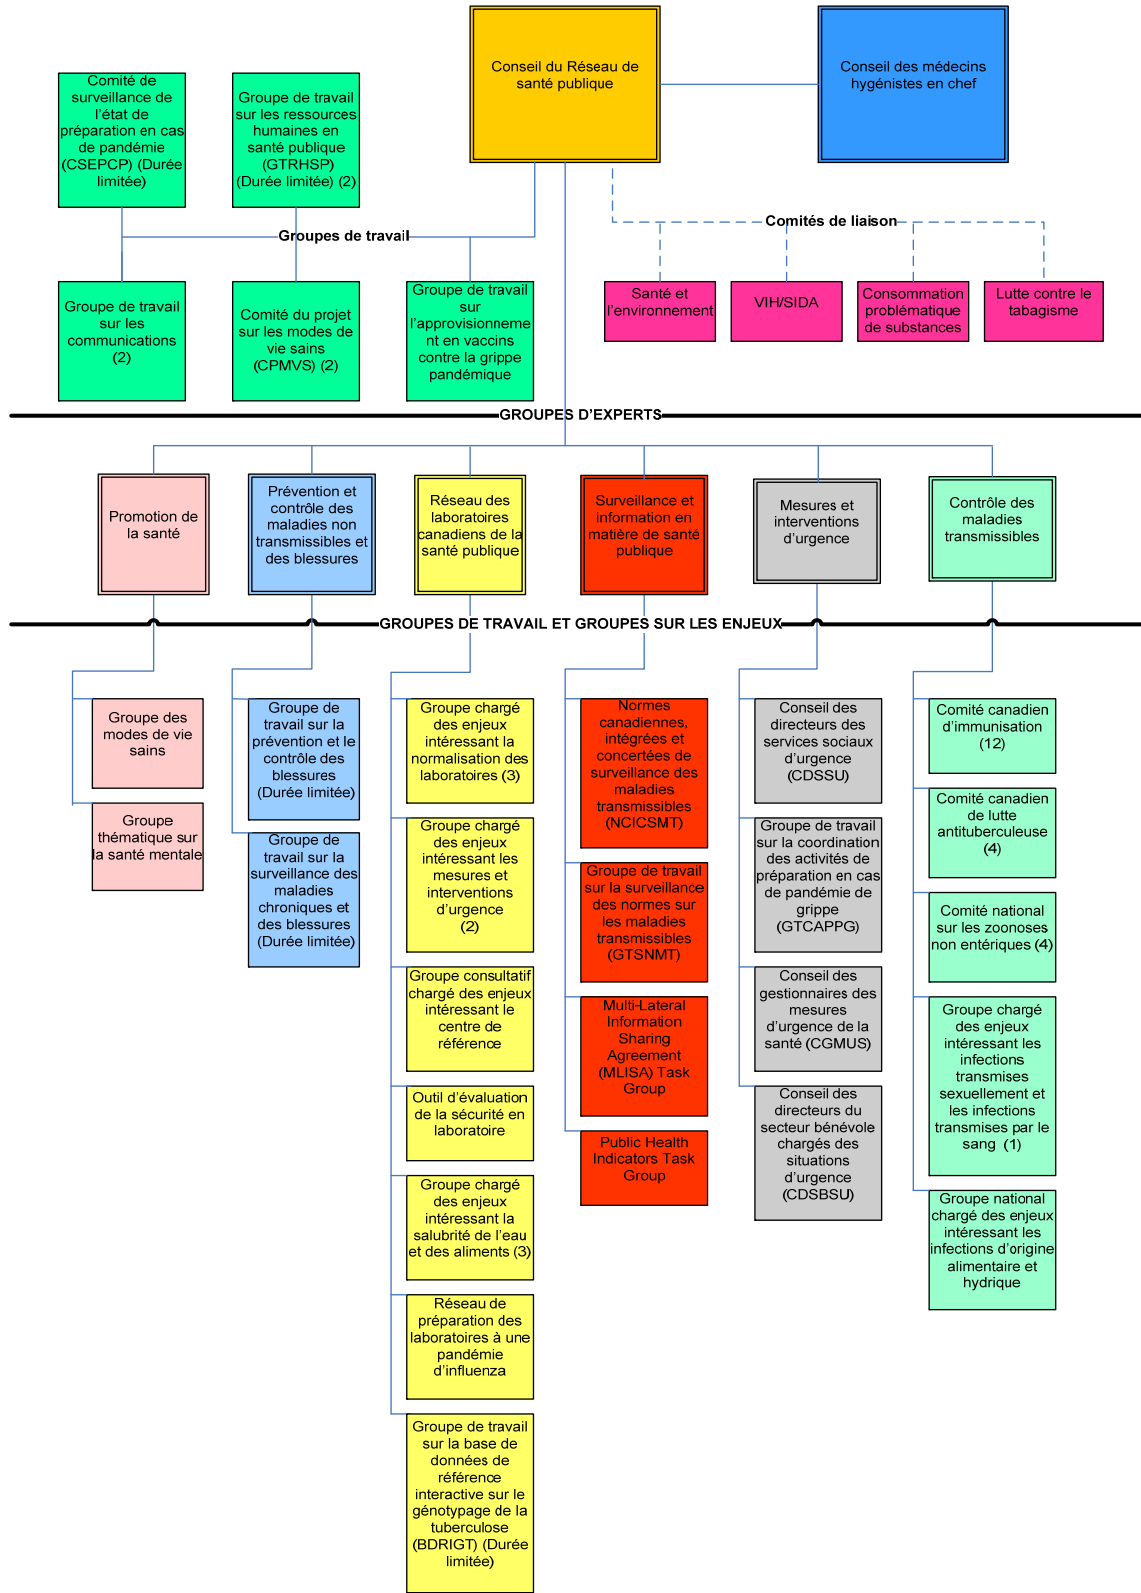 Conseil du Réseau de
santé publique
Conseil des médecins
hygénistes en chef
Comité de
surveillance de
l'état de
préparation en cas
de pandémie
(CSEPCP) (Durée
limitée)
Groupe de travail
sur les ressources
humaines en
santé publique
(GTRHSP)
(Durée limitée) (2)
Groupes de travail
Comités de liaison
Groupe de travail
sur les
communications
(2)
Comité du projet
sur les modes de
vie sains
(CPMVS) (2)
Groupe de travail
sur
l'approvisionneme
nt en vaccins
contre la grippe
pandémique
Santé et
l'environnement
VIH/SIDA
Consommation
problématique
de substances
Lutte contre le
tabagisme
GROUPES D'EXPERTS
Promotion de
la santé
Prévention et
contrôle des
maladies non
transmissibles et
des blessures
Réseau des
laboratoires
canadiens de la
santé publique
Surveillance et
information en
matière de santé
publique
Mesures et
interventions
d'urgence
Contrôle des
maladies
transmissibles
GROUPES DE TRAVAIL ET GROUPES SUR LES ENJEUX
Groupe des
modes de vie
sains
Groupe
thématique sur
la santé mentale
Groupe de
travail sur la
prévention et le
contrôle des
blessures
(Durée limitée)
Groupe de
travail sur la
surveillance des
maladies
chroniques et
des blessures
(Durée limitée)
Groupe chargé
des enjeux
intéressant la
normalisation des
laboratoires (3)
Groupe chargé
des enjeux
intéressant les
mesures et
interventions
d'urgence
(2)
Groupe consultatif
chargé des enjeux
intéressant le
centre de
référence
Outil d'évaluation
de la sécurité en
laboratoire
Groupe chargé
des enjeux
intéressant la
salubrité de l'eau
et des aliments (3)
Réseau de
préparation des
laboratoires à une
pandémie
d'influenza
Groupe de travail
sur la base de
données de
référence
interactive sur le
génotypage de la
tuberculose
(BDRIGT) (Durée
limitée)
Normes
canadiennes,
intégrées et
concertées de
surveillance des
maladies
transmissibles
(NCICSMT)
Groupe de travail
sur la surveillance
des normes sur
les maladies
transmissibles
(GTSNMT)
Multi-Lateral
Information
Sharing
Agreement
(MLISA) Task
Group
Public Health
Indicators Task
Group
Conseil des
directeurs des
services sociaux
d'urgence
(CDSSU)
Groupe de travail
sur la coordination
des activités de
préparation en cas
de pandémie de
grippe
(GTCAPPG)
Conseil des
gestionnaires des
mesures
d'urgence de la
santé (CGMUS)
Conseil des
directeurs du
secteur bénévole
chargés des
situations
d'urgence
(CDSBSU)
Comité canadien
d'immunisation
(12)
Comité canadien
de lutte
antituberculeuse
(4)
Comité national
sur les zoonoses
non entériques (4)
Groupe chargé
des enjeux
intéressant les
infections
transmises
sexuellement et
les infections
transmises par le
sang (1)
Groupe national
chargé des enjeux
intéressant les
infections d'origine
alimentaire et
hydrique